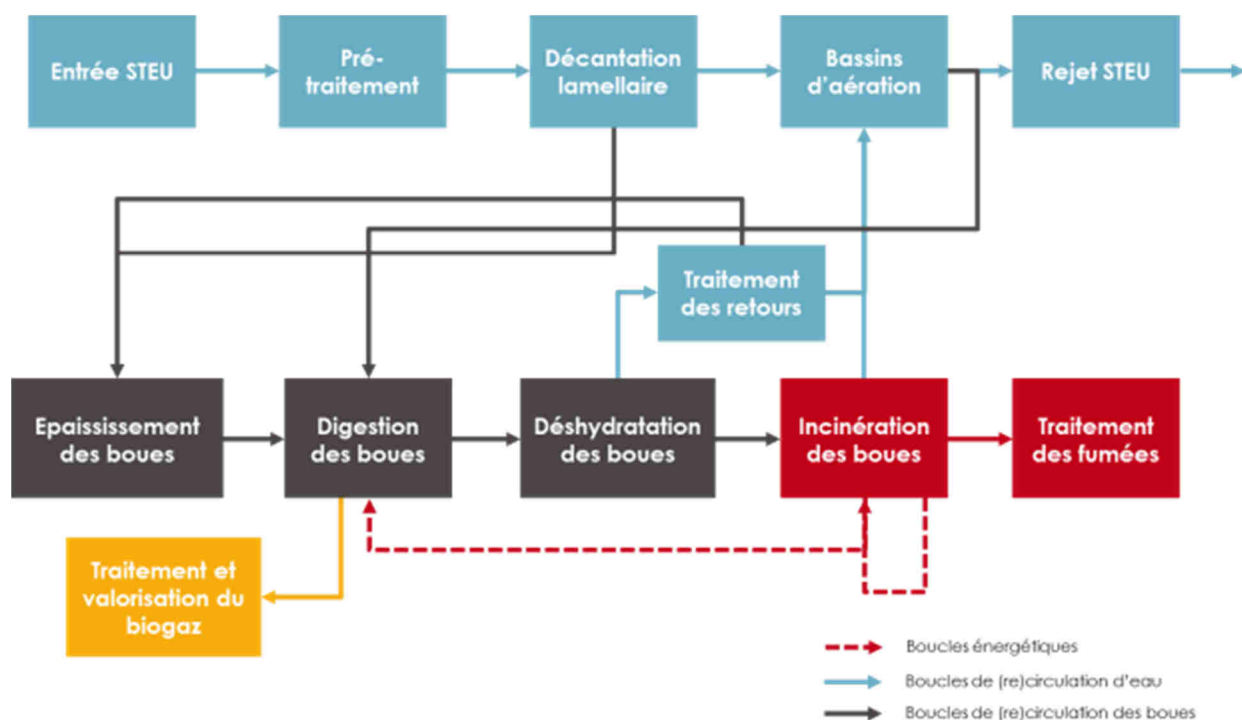 Entrée STEU
Pré-
traitement
Décantation
lamellaire
Bassins
d'aération
Rejet STEU
Traitement
des retours
Epaississement
des boues
Digestion
des boues
Déshydratation
des boues
Incinération
des boues
Traitement
des fumées
Traitement et
valorisation du
biogaz
Boucles énergétiques
Boucles de (re)circulation d'eau
Boucles de (re)circulation des boues